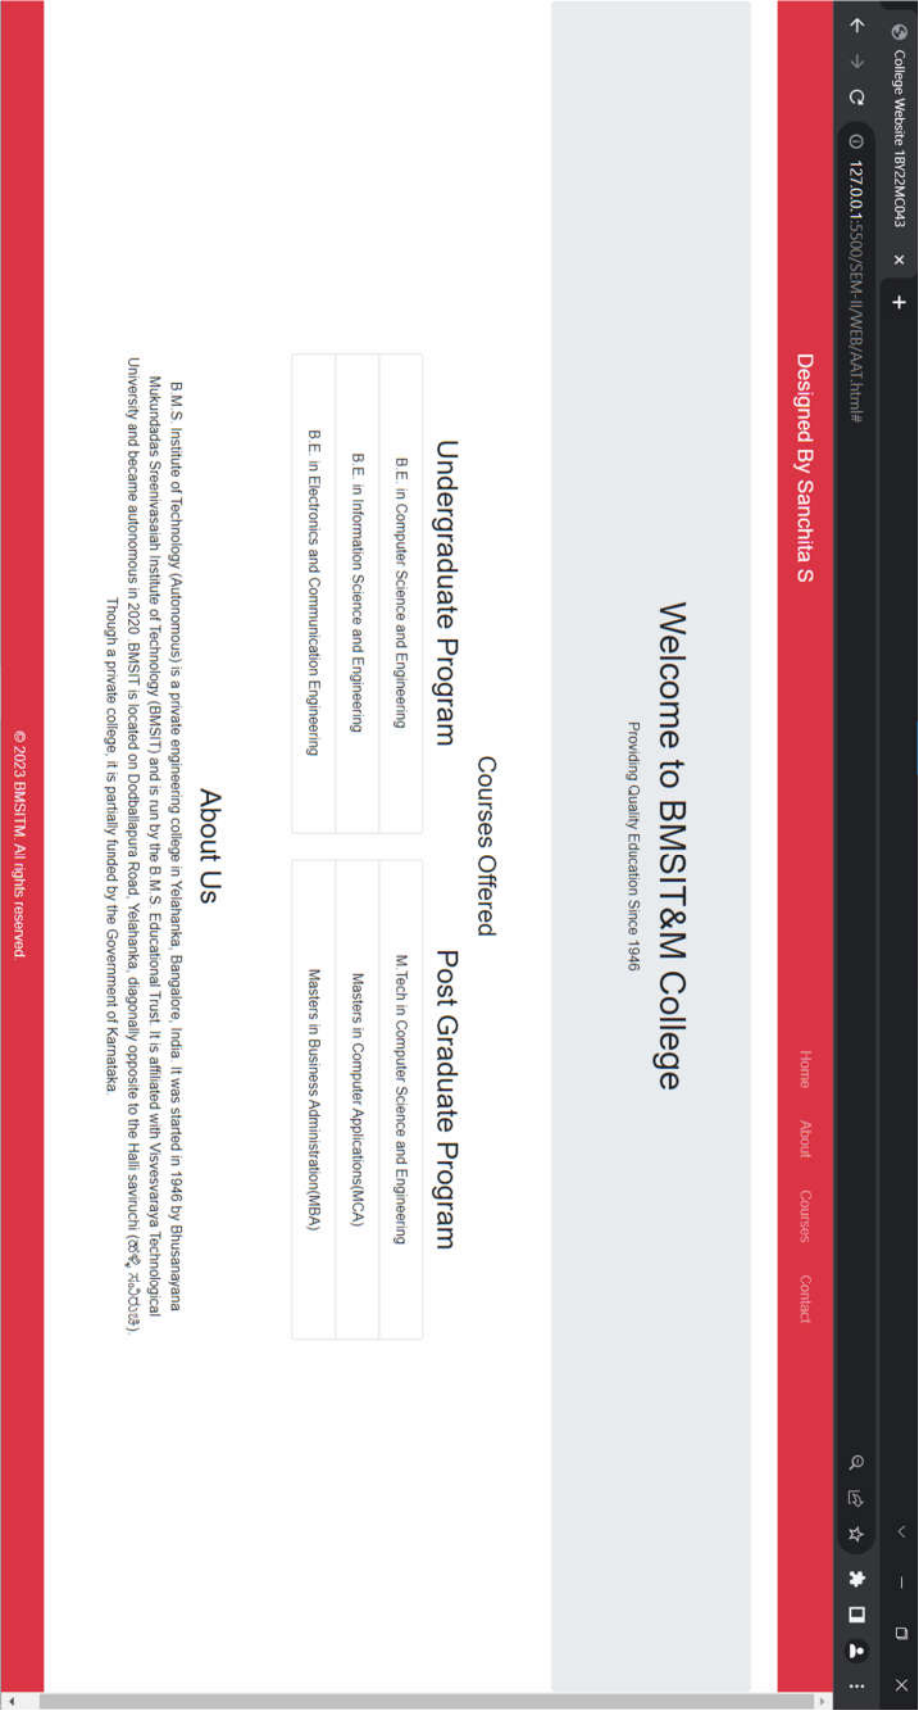 College Website 1BY22MC043
127.0.0.1:5500/SEM-II/WEB/AAT.html#
Designed By Sanchita S
Home About Courses Contact
Welcome to BMSIT&M College
Providing Quality Education Since 1946
Courses Offered
Undergraduate Program
B.E. in Computer Science and Engineering
B.E. in Information Science and Engineering
B.E. in Electronics and Communication Engineering
Post Graduate Program
M.Tech in Computer Science and Engineering
Masters in Computer Applications(MCA)
Masters in Business Administration(MBA)
About Us
B.M.S. Institute of Technology (Autonomous) is a private engineering college in Yelahanka, Bangalore, India. It was started in 1946 by Bhusanayana
Mukundadas Sreenivasaiah Institute of Technology (BMSIT) and is run by the B.M.S. Educational Trust. It is affiliated with Visvesvaraya Technological
University and became autonomous in 2020 .BMSIT is located on Dodballapura Road, Yelahanka, diagonally opposite to the Halli saviruchi (ಹಳ್ಳಿ ಸವಿರುಚಿ).
Though a private college, it is partially funded by the Government of Karnataka.
© 2023 BMSITM. All rights reserved.